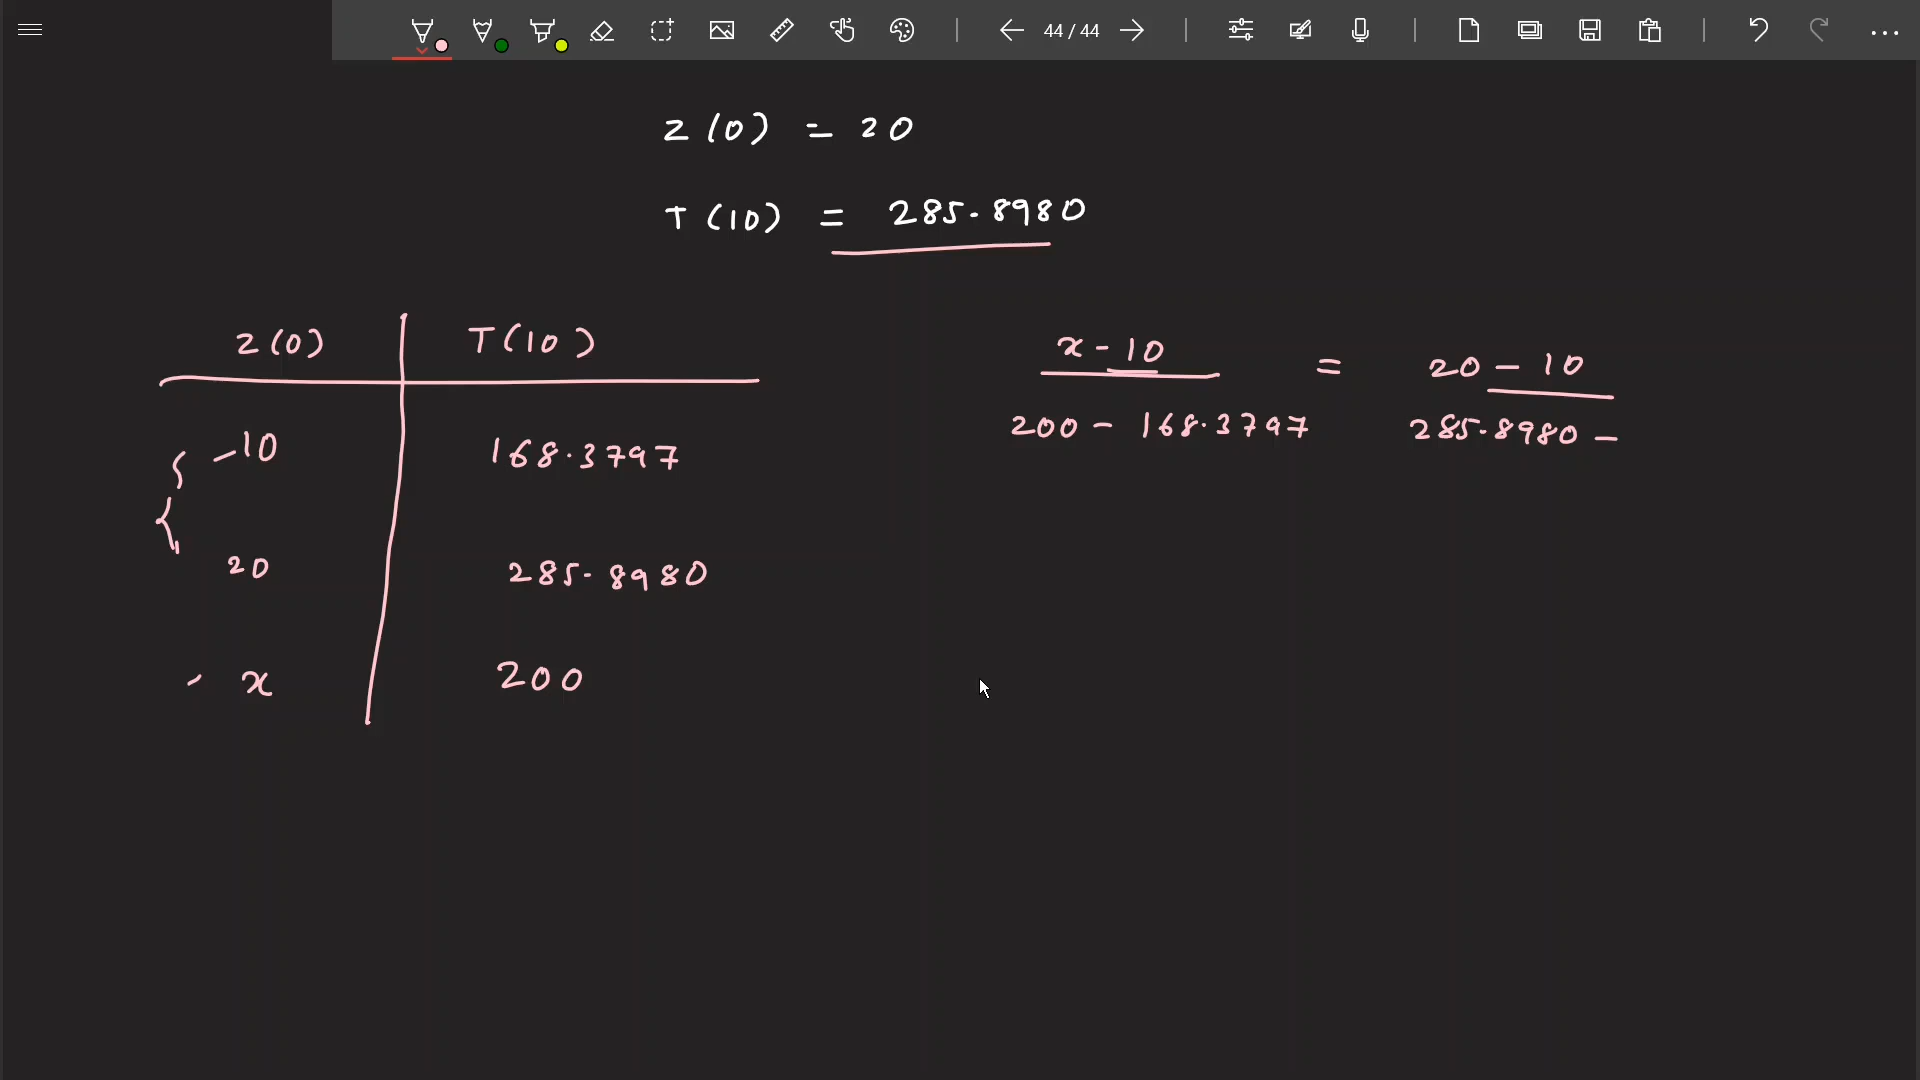 44 / 44
z(0) = 20
T(10) = 285.8980
z(0) T(10)
-10 168.3797
20 285.8980
x 200
x - 10 = 20 - 10
200 - 168.3797 285.8980 -